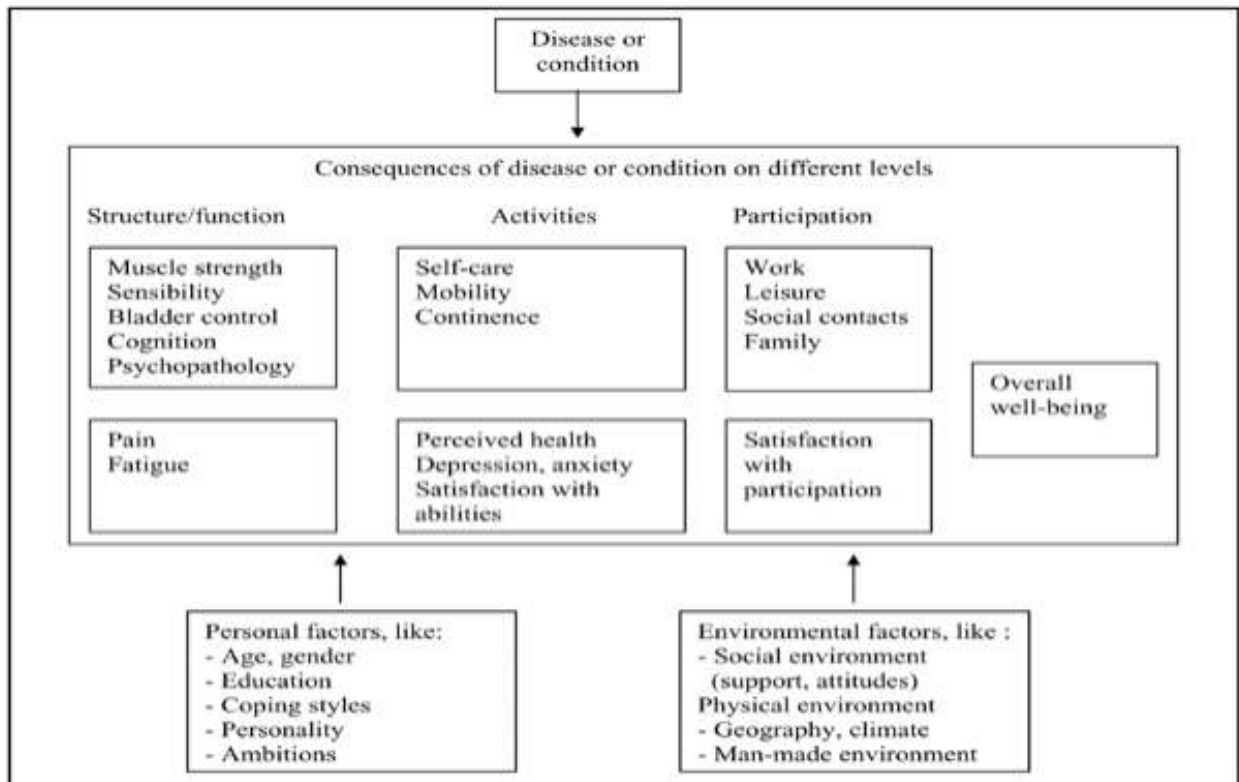 Disease or
condition
Consequences of disease or condition on different levels
Structure/function
Activities
Participation
Muscle strength
Sensibility
Bladder control
Cognition
Psychopathology
Self-care
Mobility
Continence
Work
Leisure
Social contacts
Family
Overall
well-being
Pain
Fatigue
Perceived health
Depression, anxiety
Satisfaction with
abilities
Satisfaction
with
participation
Personal factors, like:
- Age, gender
- Education
- Coping styles
- Personality
- Ambitions
Environmental factors, like :
- Social environment
(support, attitudes)
Physical environment
- Geography, climate
- Man-made environment